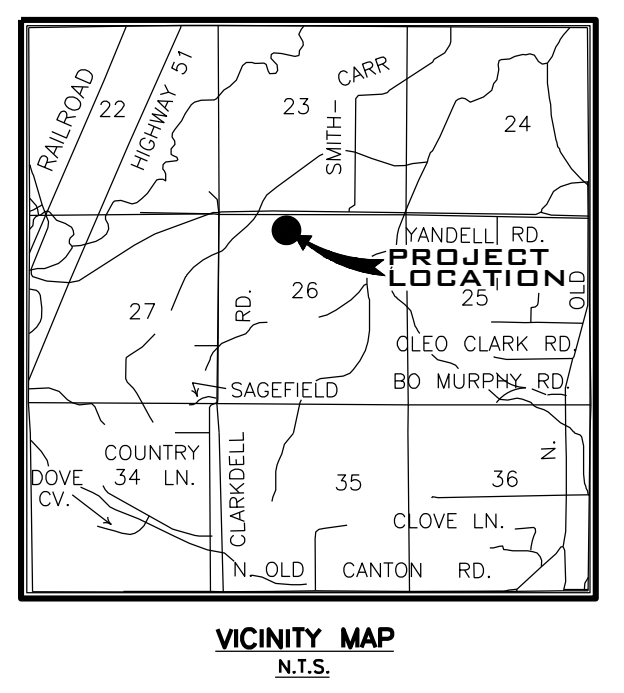 CARR
SMITH-
RAILROAD
22
HIGHWAY 51
23
24
YANDELL RD.
PROJECT
LOCATION
26
25
OLD
27
RD.
CLEO CLARK RD.
BO MURPHY RD.
SAGEFIELD
COUNTRY
34 LN.
DOVE
CV.
CLARKDELL
35
36
N.
CLOVE LN.
N. OLD CANTON RD.
VICINITY MAP
N.T.S.